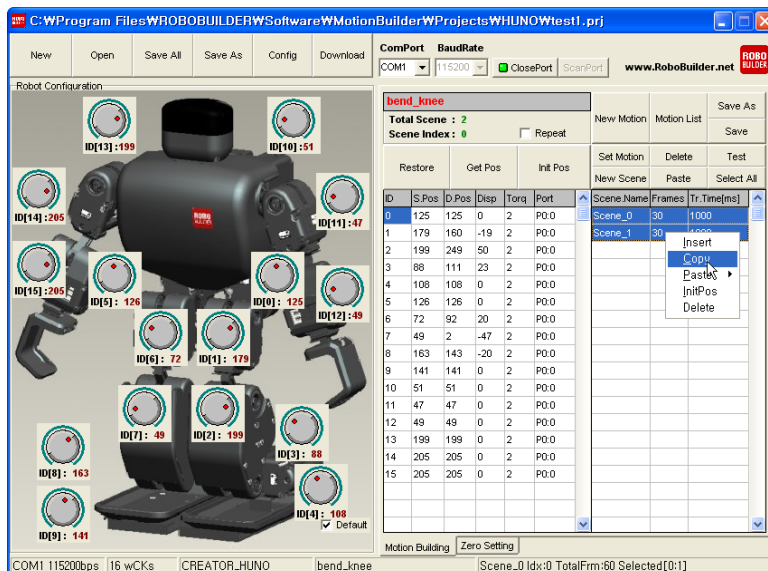 C:₩Program Files₩ROBOBUILDER₩Software₩MotionBuilder₩Projects₩HUNO₩test1.prj
New Open Save All Save As Config Download
ComPort BaudRate
COM1 115200 ClosePort ScanPort www.RoboBuilder.net ROBO BUILDER
Robot Configuration
ID[13]:199
ID[10]:51
ID[14]:205
ID[11]:47
ROBO BUILDER
ID[15]:205
ID[5]: 126
ID[0]: 125
ID[12]:49
ID[6]: 72
ID[1]: 179
ID[7]: 49
ID[2]: 199
ID[3]: 88
ID[8]: 163
ID[4]: 108
ID[9]: 141
Default
bend_knee
Total Scene : 2
Scene Index : 0 Repeat
New Motion Motion List Save As
Save
Restore Get Pos Init Pos
Set Motion Delete Test
New Scene Paste Select All
ID S.Pos D.Pos Disp Torq Port
0 125 125 0 2 P0:0
1 179 160 -19 2 P0:0
2 199 249 50 2 P0:0
3 88 111 23 2 P0:0
4 108 108 0 2 P0:0
5 126 126 0 2 P0:0
6 72 92 20 2 P0:0
7 49 2 -47 2 P0:0
8 163 143 -20 2 P0:0
9 141 141 0 2 P0:0
10 51 51 0 2 P0:0
11 47 47 0 2 P0:0
12 49 49 0 2 P0:0
13 199 199 0 2 P0:0
14 205 205 0 2 P0:0
15 205 205 0 2 P0:0
Scene.Name Frames Tr.Time[ms]
Scene_0 30 1000
Scene_1 30 1000
Insert
Copy
Paste
InitPos
Delete
Motion Building Zero Setting
COM1 115200bps 16 wCKs CREATOR_HUNO bend_knee Scene_0 Idx:0 TotalFrm:60 Selected[0:1]